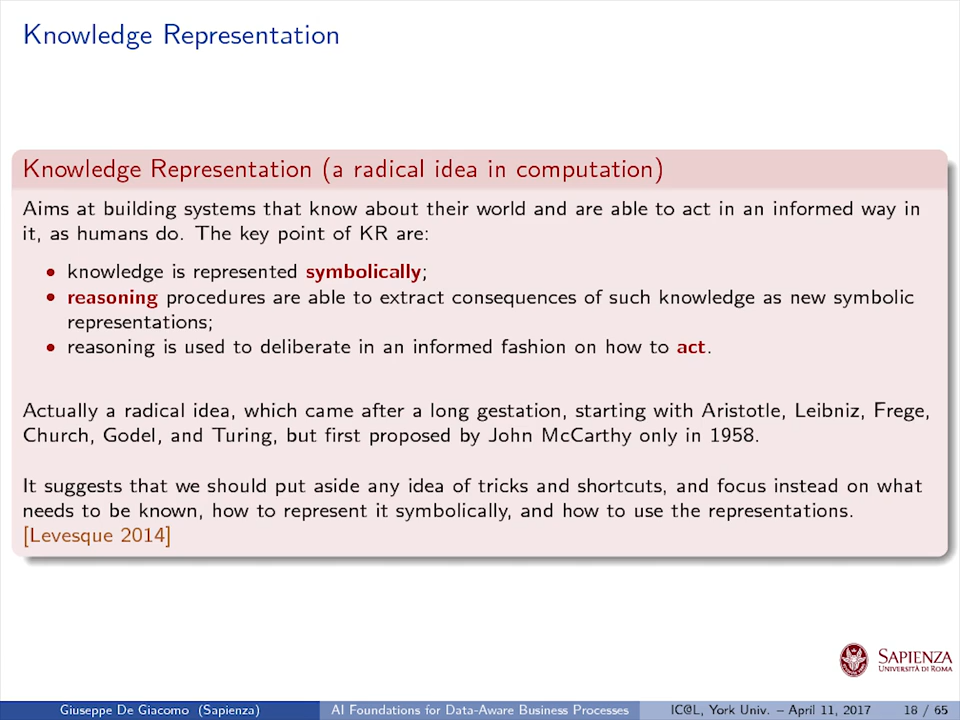 Knowledge Representation
Knowledge Representation (a radical idea in computation)
Aims at building systems that know about their world and are able to act in an informed way in
it, as humans do. The key point of KR are:
• knowledge is represented symbolically;
• reasoning procedures are able to extract consequences of such knowledge as new symbolic
representations;
• reasoning is used to deliberate in an informed fashion on how to act.
Actually a radical idea, which came after a long gestation, starting with Aristotle, Leibniz, Frege,
Church, Godel, and Turing, but first proposed by John McCarthy only in 1958.
It suggests that we should put aside any idea of tricks and shortcuts, and focus instead on what
needs to be known, how to represent it symbolically, and how to use the representations.
[Levesque 2014]
SAPIENZA
UNIVERSITÀ DI ROMA
Giuseppe De Giacomo (Sapienza) AI Foundations for Data-Aware Business Processes IC@L, York Univ. – April 11, 2017 18 / 65